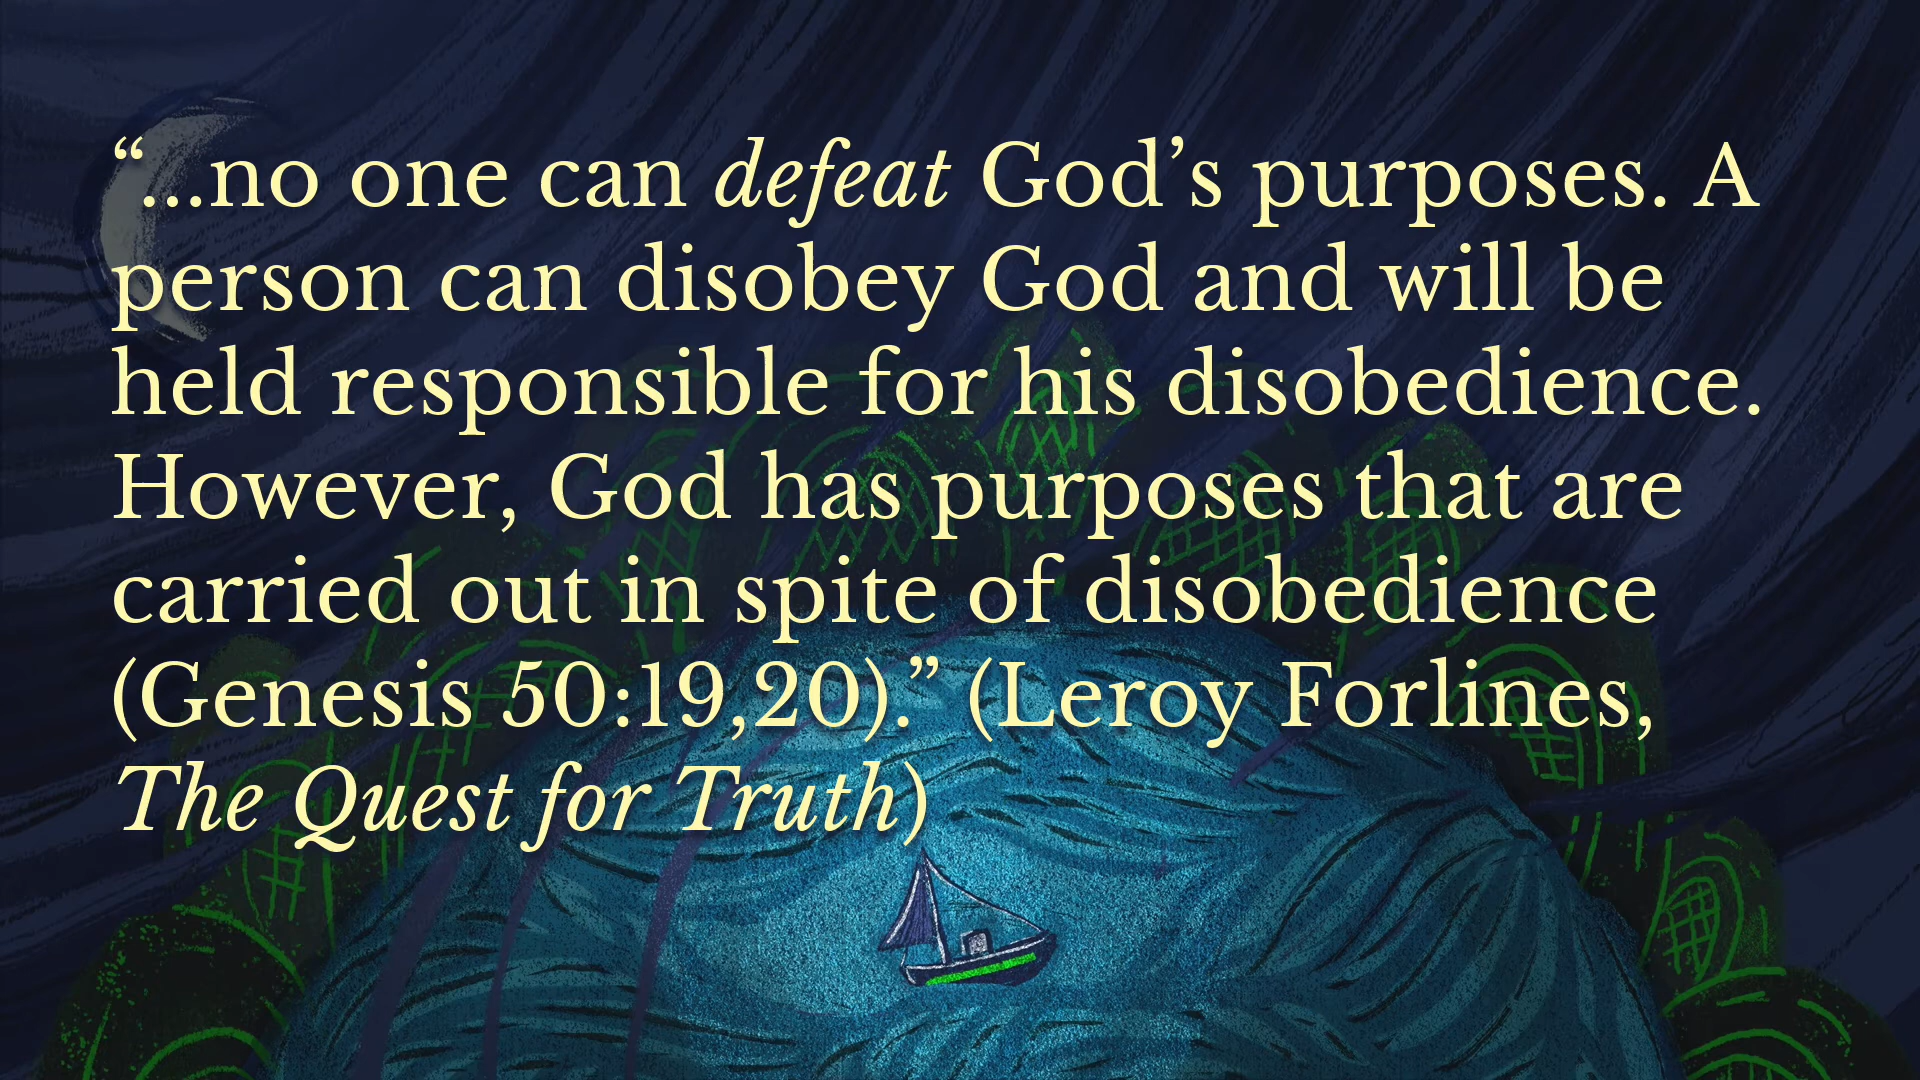 “...no one can defeat God’s purposes. A
person can disobey God and will be
held responsible for his disobedience.
However, God has purposes that are
carried out in spite of disobedience
(Genesis 50:19,20).” (Leroy Forlines,
The Quest for Truth)